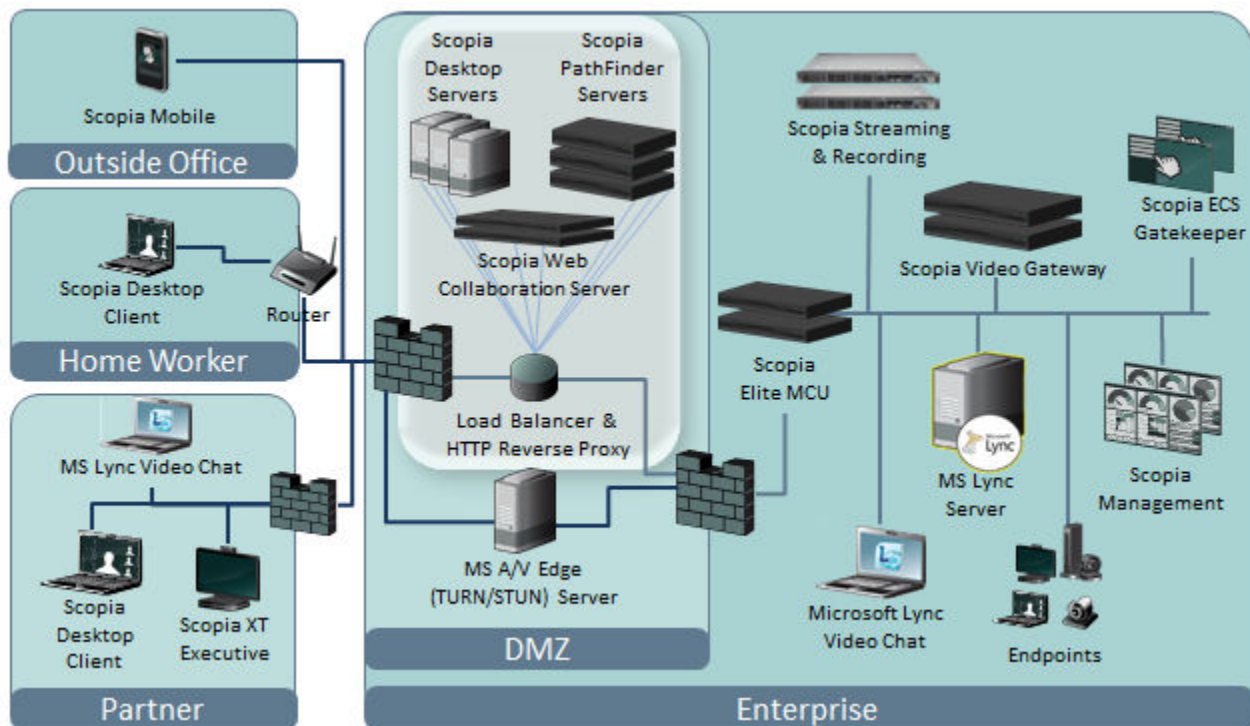 Scopia Mobile
Outside Office
Scopia Desktop
Client
Router
Home Worker
MS Lync Video Chat
Scopia
Desktop
Client
Scopia XT
Executive
Partner
Scopia
Desktop
Servers
Scopia
PathFinder
Servers
Scopia Web
Collaboration Server
Load Balancer &
HTTP Reverse Proxy
MS A/V Edge
(TURN/STUN) Server
DMZ
Scopia Streaming
& Recording
Scopia Video Gateway
Scopia ECS
Gatekeeper
Scopia
Elite MCU
Microsoft
Lync
MS Lync
Server
Scopia
Management
Microsoft Lync
Video Chat
Endpoints
Enterprise